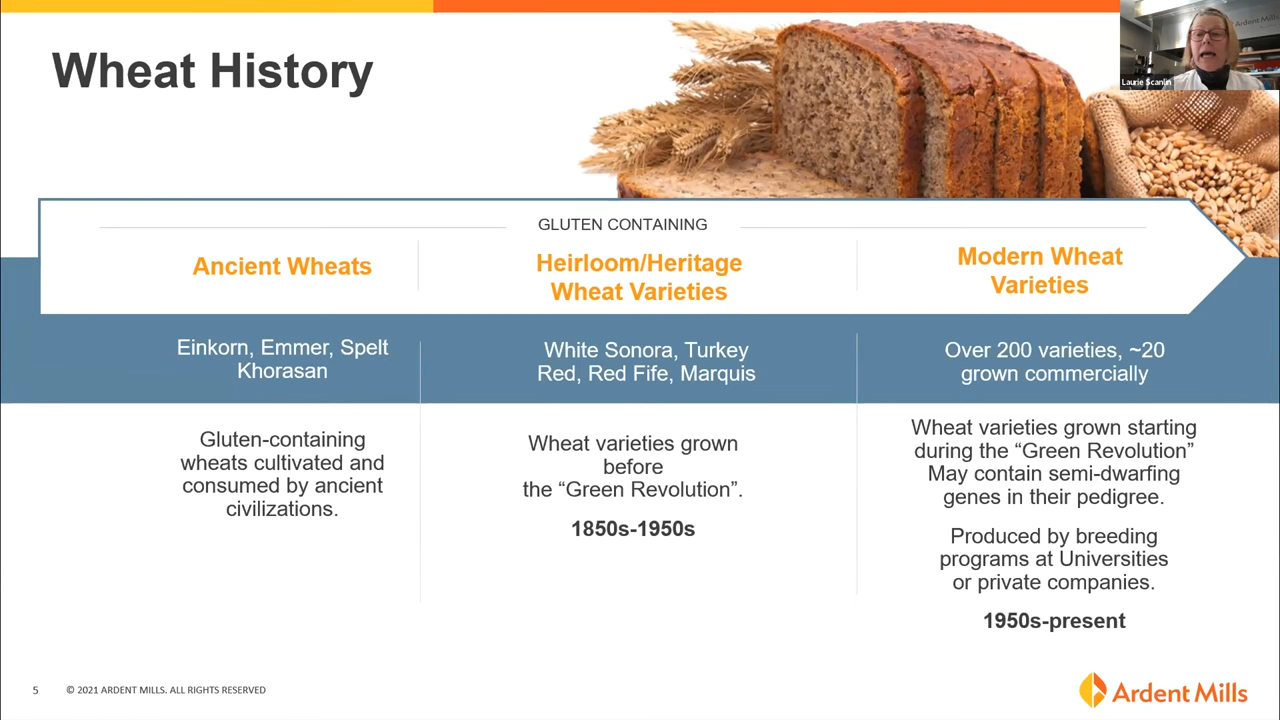 Wheat History
Ardent Mills
Laurie Scanlin
GLUTEN CONTAINING
Ancient Wheats
Heirloom/Heritage
Wheat Varieties
Modern Wheat
Varieties
Einkorn, Emmer, Spelt
Khorasan
White Sonora, Turkey
Red, Red Fife, Marquis
Over 200 varieties, ~20
grown commercially
Gluten-containing
wheats cultivated and
consumed by ancient
civilizations.
Wheat varieties grown
before
the “Green Revolution”.
1850s-1950s
Wheat varieties grown starting
during the “Green Revolution”
May contain semi-dwarfing
genes in their pedigree.
Produced by breeding
programs at Universities
or private companies.
1950s-present
5
© 2021 ARDENT MILLS. ALL RIGHTS RESERVED
Ardent Mills